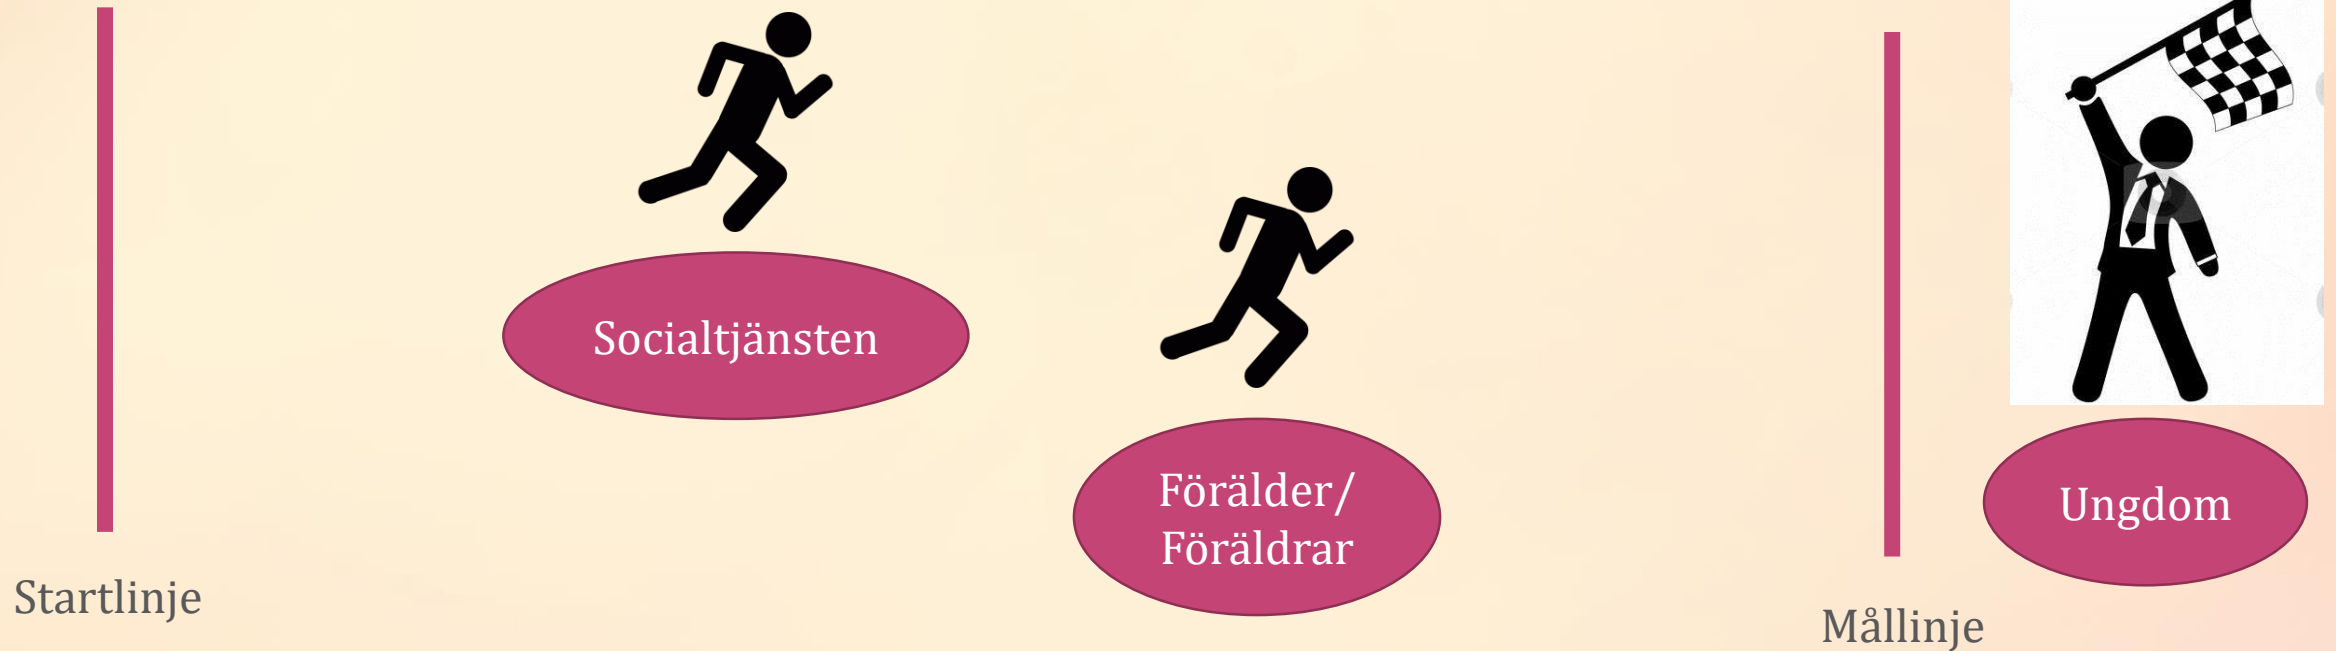 Socialtjänsten
Förälder/
Föräldrar
Ungdom
Startlinje
Mållinje